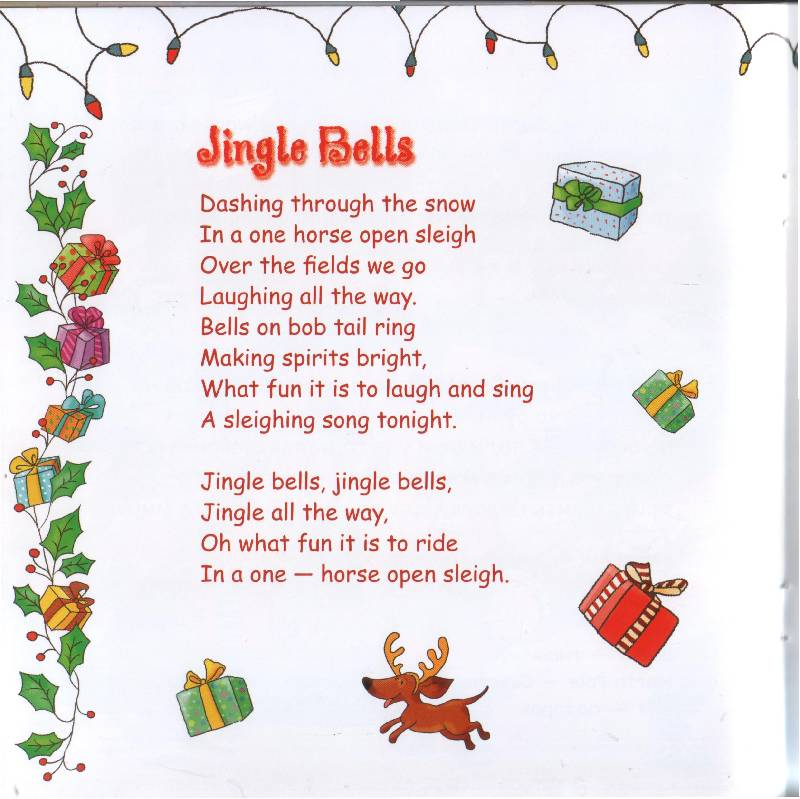 Jingle Bells
Dashing through the snow
In a one horse open sleigh
Over the fields we go
Laughing all the way.
Bells on bob tail ring
Making spirits bright,
What fun it is to laugh and sing
A sleighing song tonight.
Jingle bells, jingle bells,
Jingle all the way,
Oh what fun it is to ride
In a one — horse open sleigh.